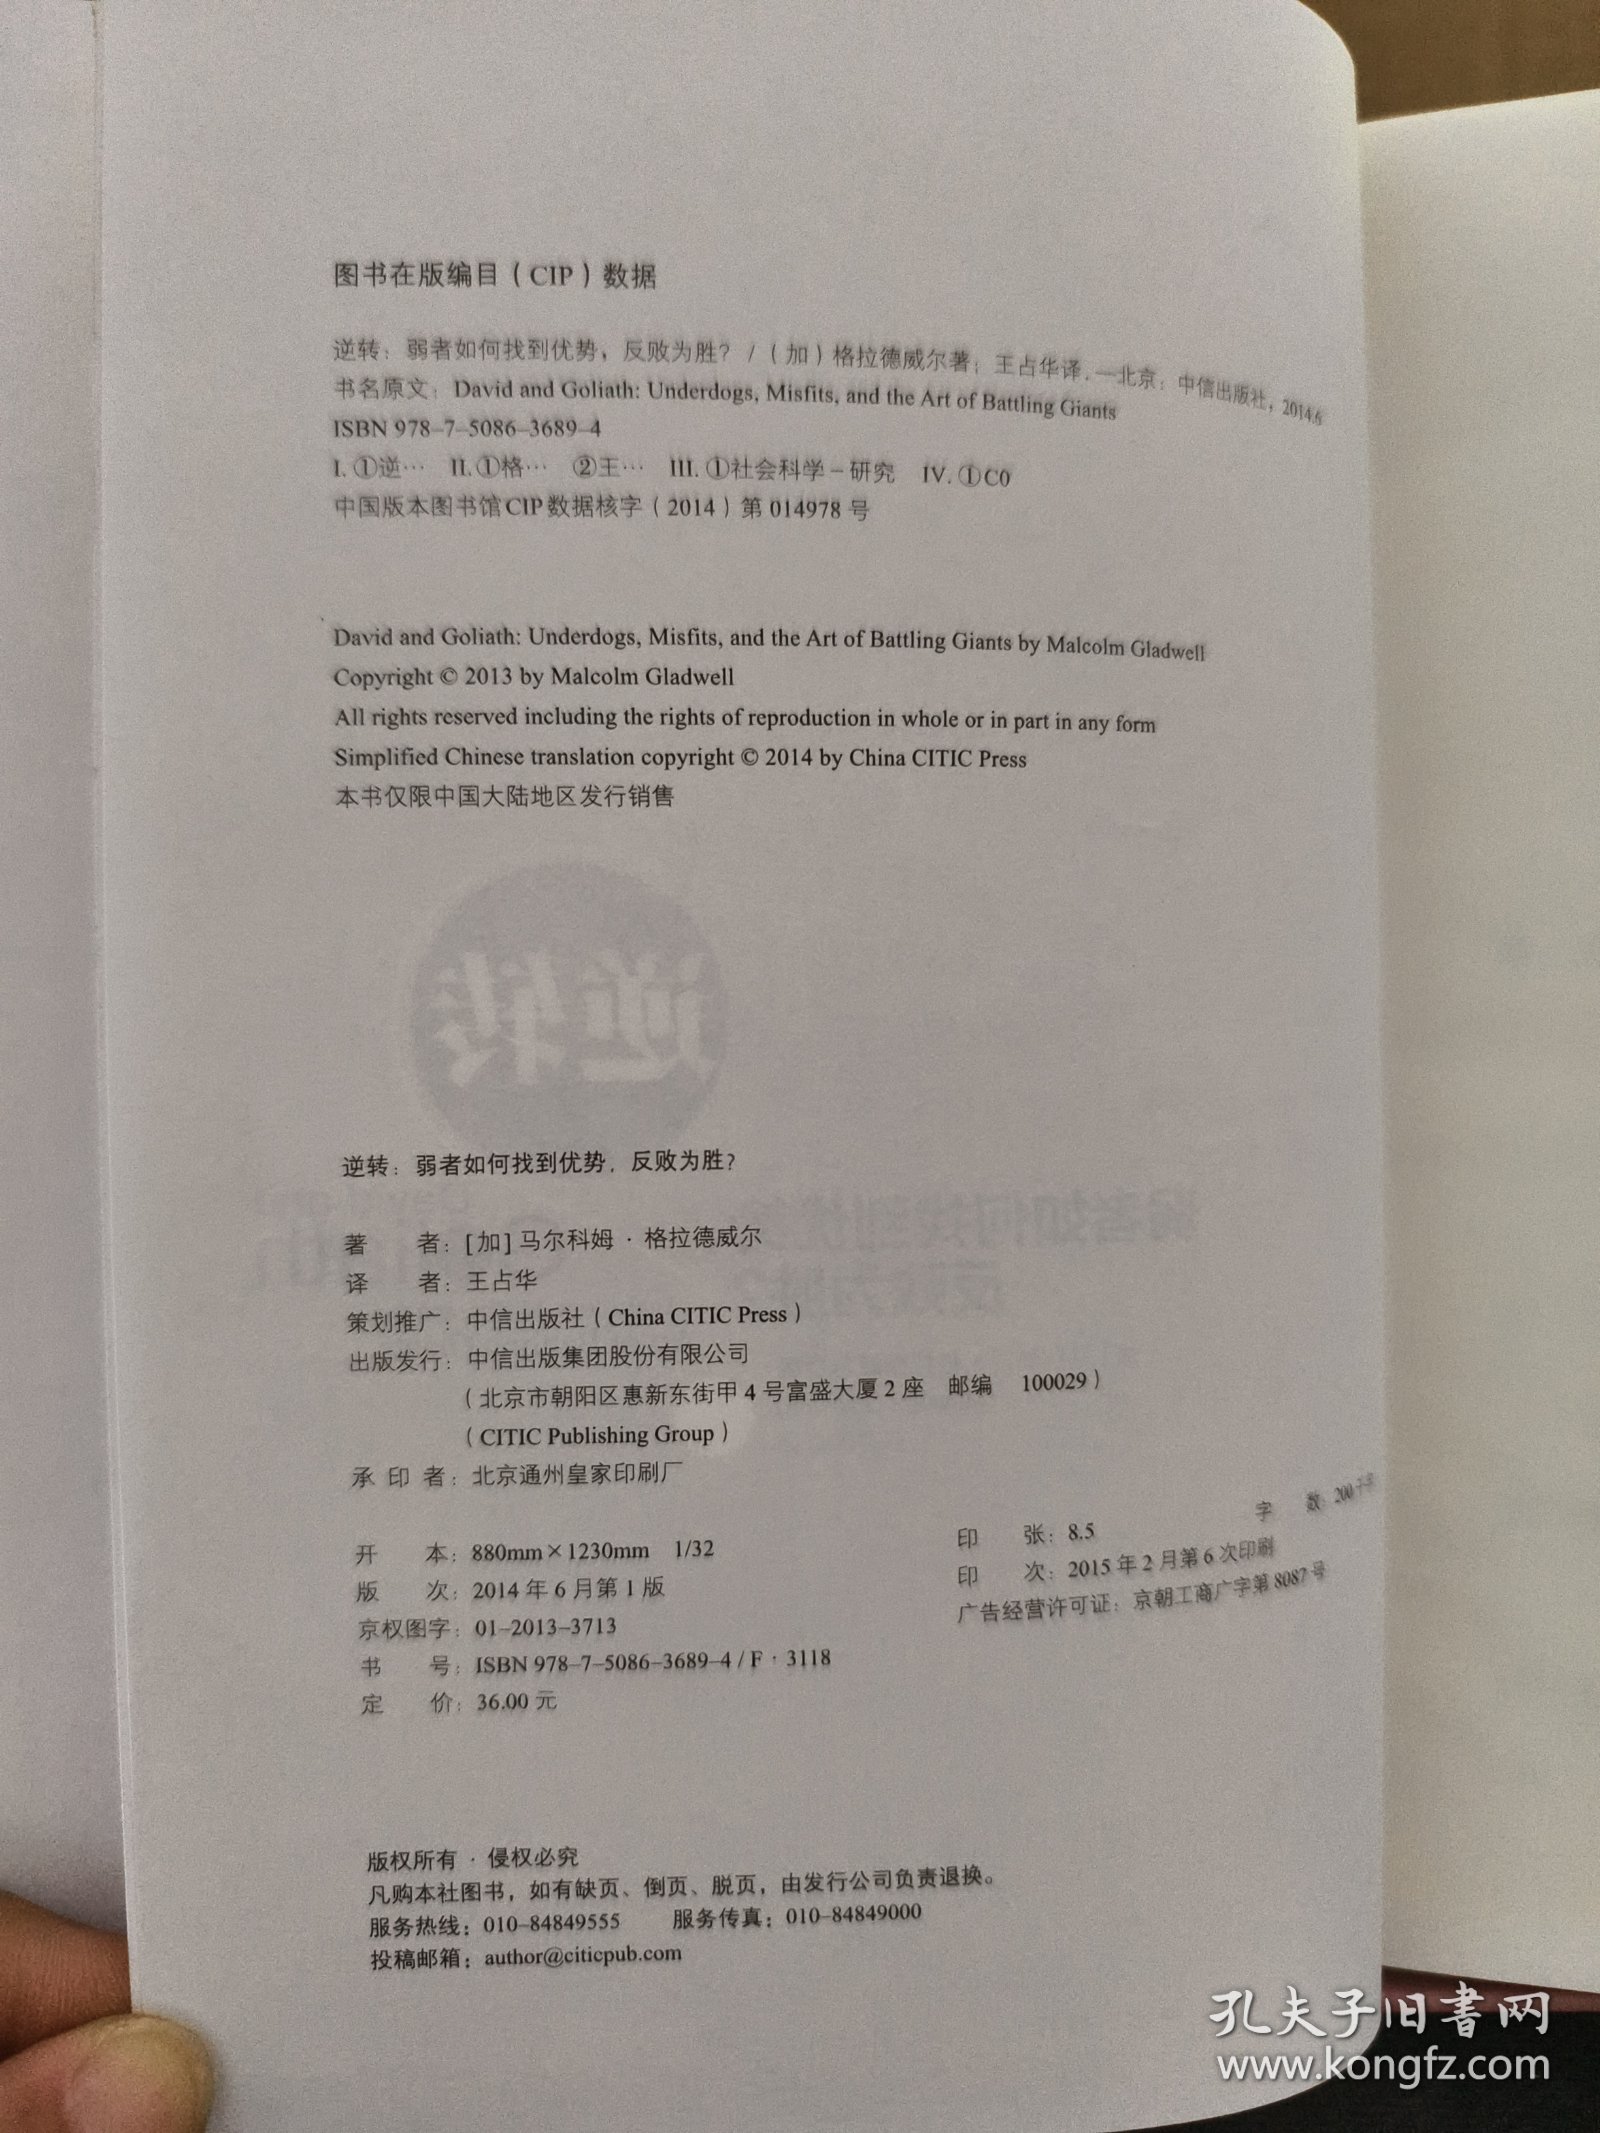 图书在版编目（CIP）数据
逆转：弱者如何找到优势，反败为胜？/（加）格拉德威尔著；王占华译.—北京：中信出版社，2014.6
书名原文：David and Goliath: Underdogs, Misfits, and the Art of Battling Giants
ISBN 978-7-5086-3689-4
I. ①逆… II. ①格… ②王… III. ①社会科学－研究 IV. ①C0
中国版本图书馆CIP数据核字（2014）第 014978 号
David and Goliath: Underdogs, Misfits, and the Art of Battling Giants by Malcolm Gladwell
Copyright © 2013 by Malcolm Gladwell
All rights reserved including the rights of reproduction in whole or in part in any form
Simplified Chinese translation copyright © 2014 by China CITIC Press
本书仅限中国大陆地区发行销售
逆转：弱者如何找到优势，反败为胜？
著 者：[加] 马尔科姆·格拉德威尔
译 者：王占华
策划推广：中信出版社（China CITIC Press）
出版发行：中信出版集团股份有限公司
（北京市朝阳区惠新东街甲 4 号富盛大厦 2 座 邮编 100029）
（CITIC Publishing Group）
承 印 者：北京通州皇家印刷厂
开 本：880mm×1230mm 1/32 印 张：8.5 字 数：200千字
版 次：2014 年 6 月第 1 版 印 次：2015 年 2 月第 6 次印刷
京权图字：01-2013-3713 广告经营许可证：京朝工商广字第 8087 号
书 号：ISBN 978-7-5086-3689-4 / F · 3118
定 价：36.00 元
版权所有·侵权必究
凡购本社图书，如有缺页、倒页、脱页，由发行公司负责退换。
服务热线：010-84849555 服务传真：010-84849000
投稿邮箱：author@citicpub.com
孔夫子旧书网
www.kongfz.com